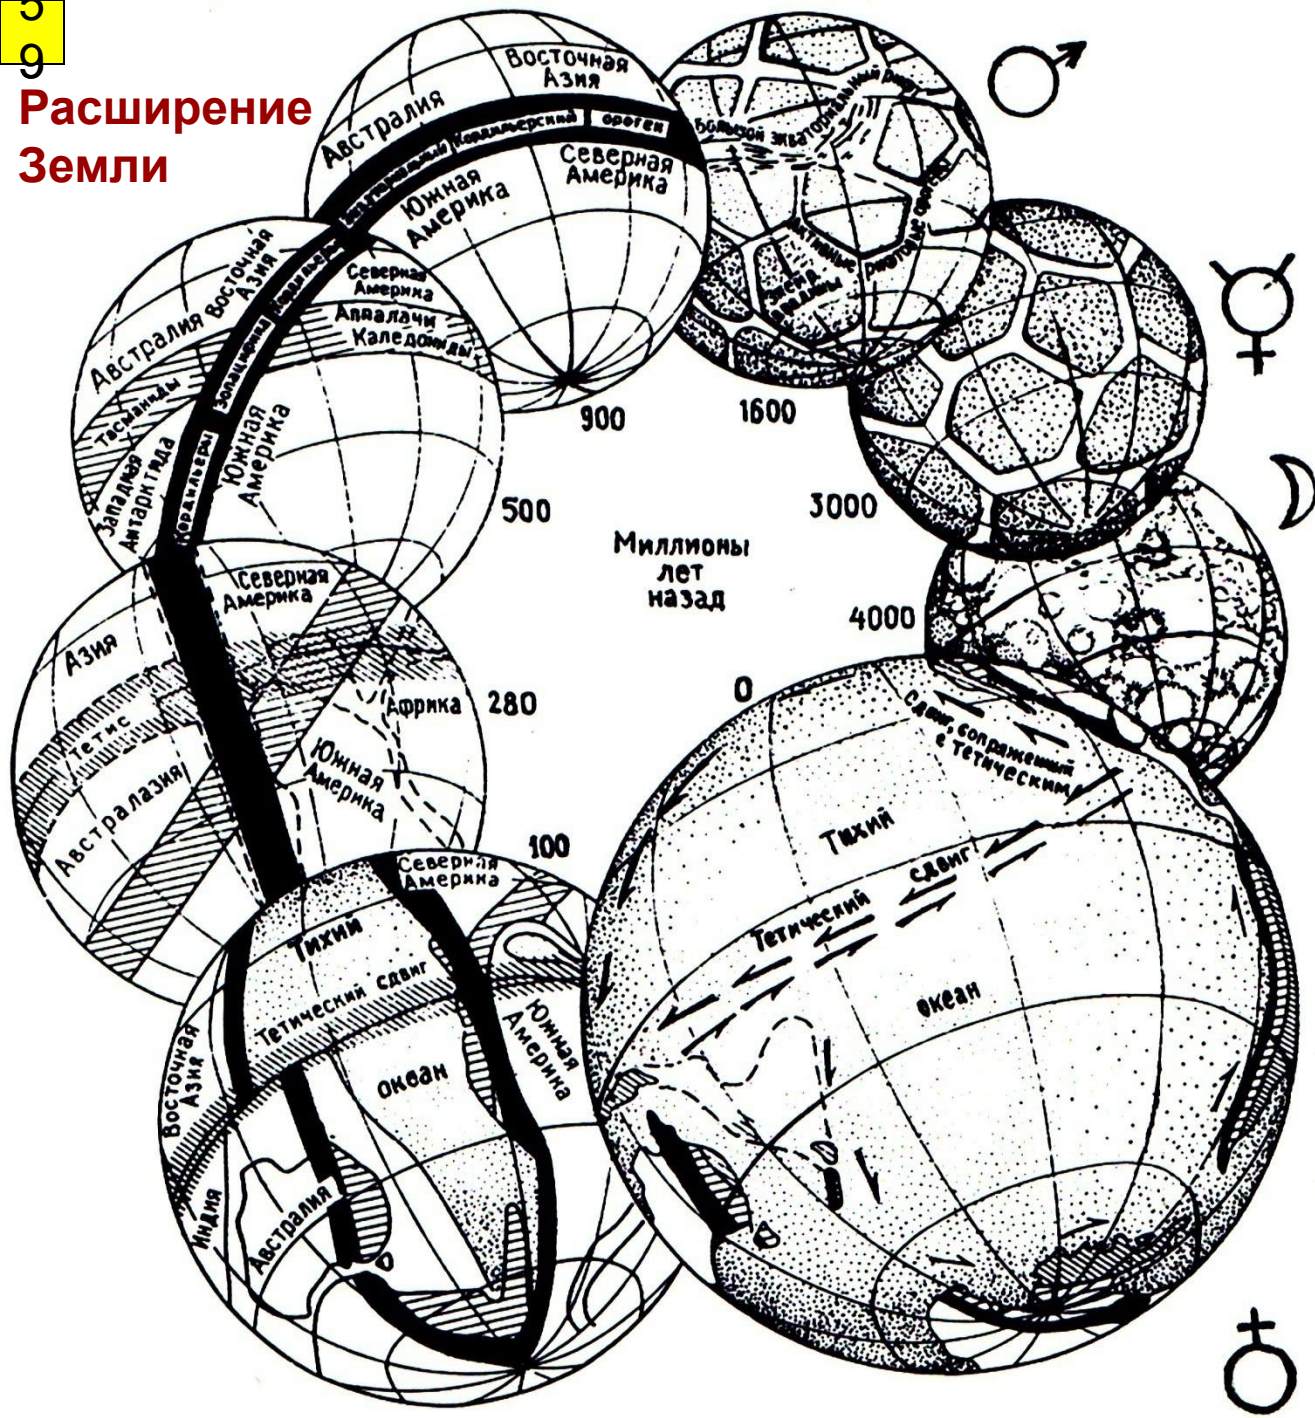 5
9
Расширение
Земли
Восточная
Азия
Австралия
Кордильерский
ороген
Южная
Америка
Северная
Америка
900
Большой экваториальный
Активные
1600
3000
4000
Миллионы
лет
назад
Восточная
Азия
Австралия
Северная
Америка
Аппалачи
Каледониды
Тасманиды
Западная
Антарктида
Кордильеры
Южная
Америка
500
Северная
Америка
Азия
Тетис
Африка
Южная
Америка
Австралазия
280
100
Северная
Америка
Тихий
Тетический сдвиг
океан
Южная
Америка
Восточная
Азия
Индия
Австралия
0
Сдвиг, сопряженный
с тетическим
Тихий
Тетический
сдвиг
океан